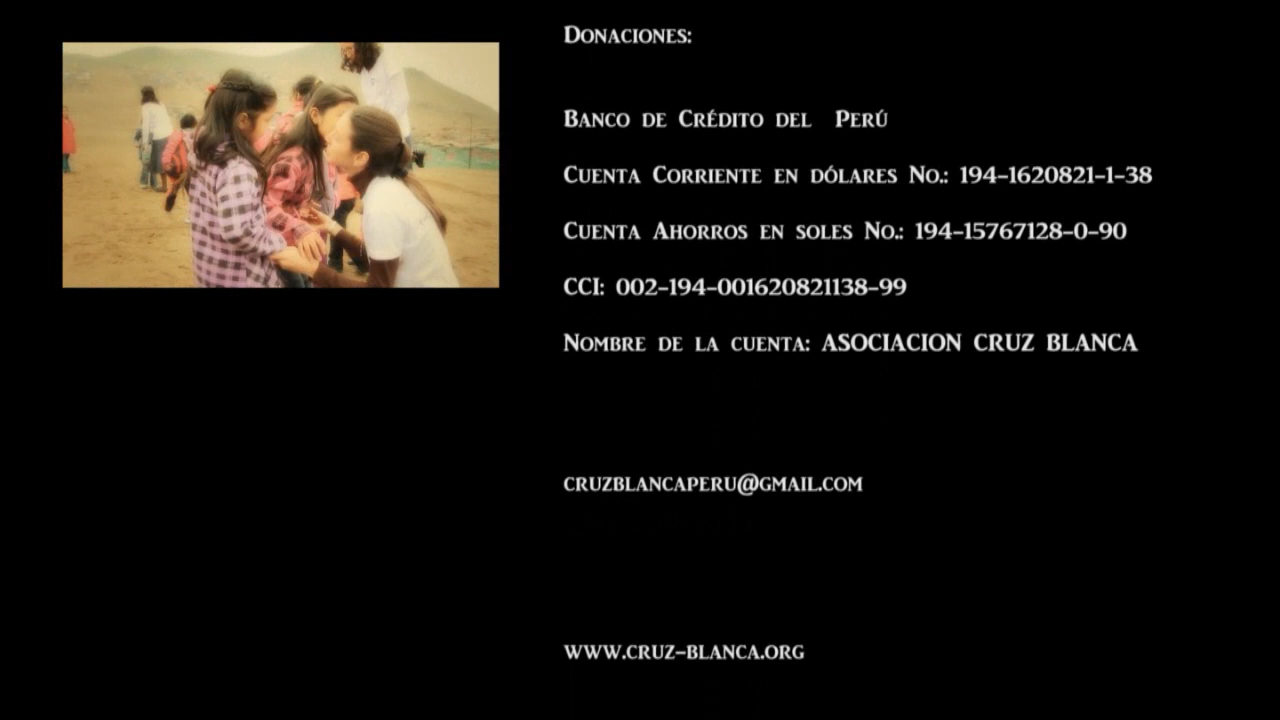 Donaciones:
Banco de Crédito del Perú
Cuenta Corriente en dólares No.: 194-1620821-1-38
Cuenta Ahorros en soles No.: 194-15767128-0-90
CCI: 002-194-001620821138-99
Nombre de la cuenta: ASOCIACION CRUZ BLANCA
cruzblancaperu@gmail.com
www.cruz-blanca.org